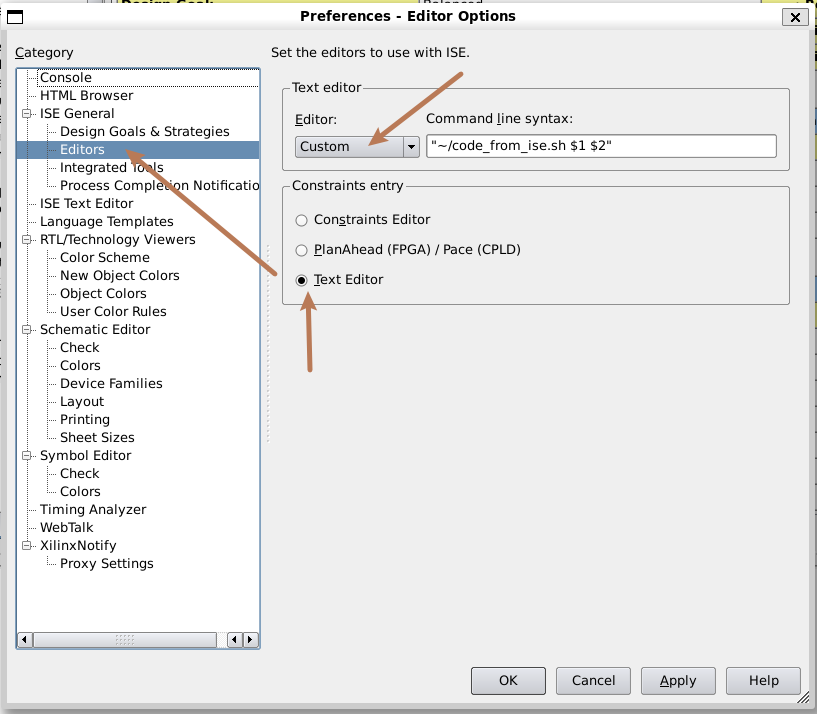 Preferences - Editor Options
Category
Console
HTML Browser
ISE General
Design Goals & Strategies
Editors
Integrated Tools
Process Completion Notificatio
ISE Text Editor
Language Templates
RTL/Technology Viewers
Color Scheme
New Object Colors
Object Colors
User Color Rules
Schematic Editor
Check
Colors
Device Families
Layout
Printing
Sheet Sizes
Symbol Editor
Check
Colors
Timing Analyzer
WebTalk
XilinxNotify
Proxy Settings
Set the editors to use with ISE.
Text editor
Editor:
Command line syntax:
Custom
"~/code_from_ise.sh $1 $2"
Constraints entry
Constraints Editor
PlanAhead (FPGA) / Pace (CPLD)
Text Editor
OK
Cancel
Apply
Help